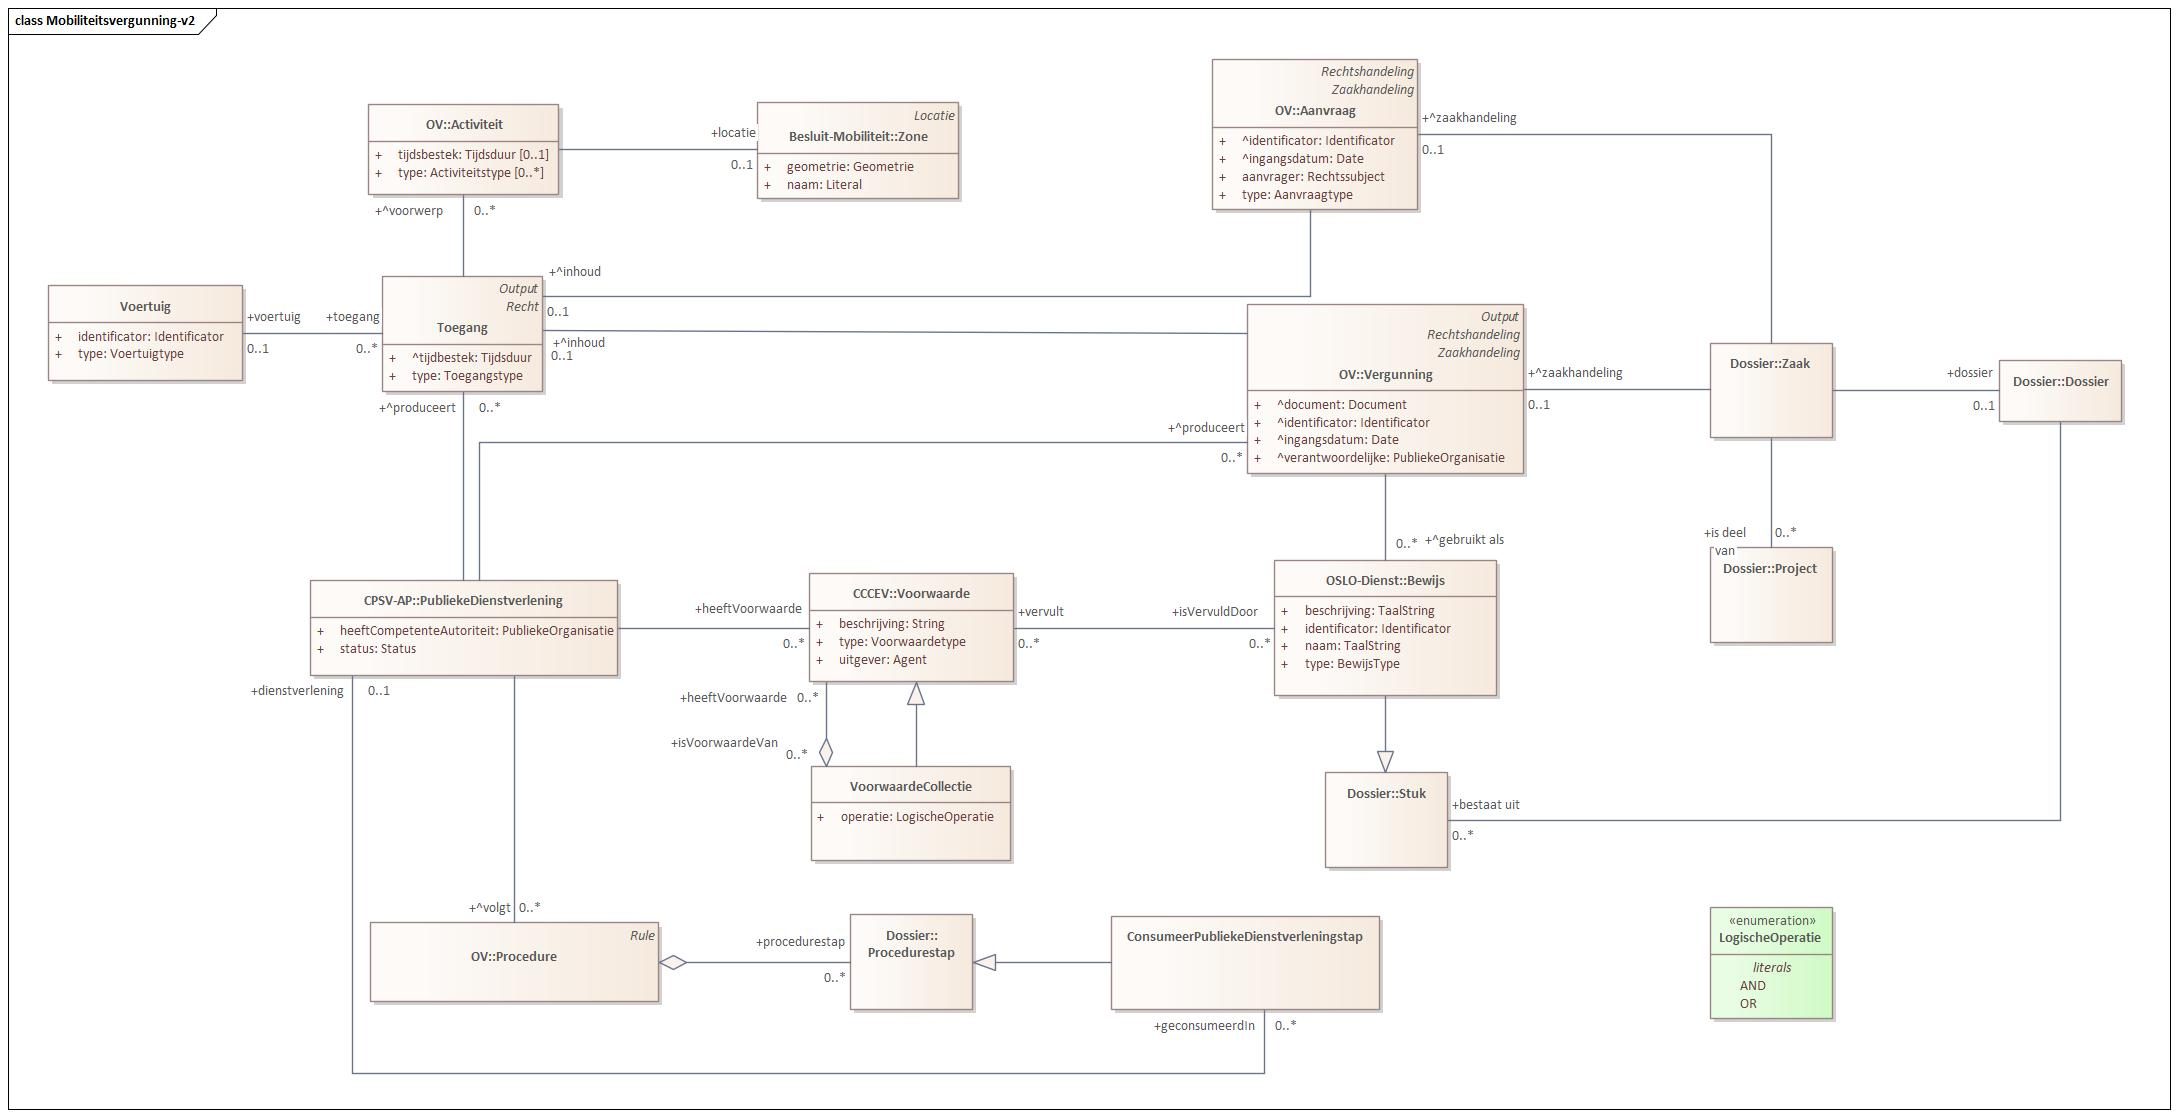 class Mobiliteitsvergunning-v2
OV::Activiteit
+ tijdsbestek: Tijdsduur [0..1]
+ type: Activiteitstype [0..*]
+locatie
0..1
Locatie
Besluit-Mobiliteit::Zone
+ geometrie: Geometrie
+ naam: Literal
Rechtshandeling
Zaakhandeling
OV::Aanvraag
+ ^identificator: Identificator
+ ^ingangsdatum: Date
+ aanvrager: Rechtssubject
+ type: Aanvraagtype
+^zaakhandeling
0..1
+^voorwerp 0..*
+^inhoud
0..1
Voertuig
+ identificator: Identificator
+ type: Voertuigtype
+voertuig
0..1
+toegang
0..*
Output
Recht
Toegang
+ ^tijdbestek: Tijdsduur
+ type: Toegangstype
+^inhoud
0..1
+^produceert 0..*
Output
Rechtshandeling
Zaakhandeling
OV::Vergunning
+ ^document: Document
+ ^identificator: Identificator
+ ^ingangsdatum: Date
+ ^verantwoordelijke: PubliekeOrganisatie
+^produceert
0..*
+^zaakhandeling
0..1
Dossier::Zaak
+dossier
0..1
Dossier::Dossier
+is deel
van
0..*
Dossier::Project
0..* +^gebruikt als
CPSV-AP::PubliekeDienstverlening
+ heeftCompetenteAutoriteit: PubliekeOrganisatie
+ status: Status
+heeftVoorwaarde
0..*
CCCEV::Voorwaarde
+ beschrijving: String
+ type: Voorwaardetype
+ uitgever: Agent
+vervult
0..*
+isVervuldDoor
0..*
OSLO-Dienst::Bewijs
+ beschrijving: TaalString
+ identificator: Identificator
+ naam: TaalString
+ type: BewijsType
+dienstverlening 0..1
+heeftVoorwaarde 0..*
+isVoorwaardeVan 0..*
VoorwaardeCollectie
+ operatie: LogischeOperatie
Dossier::Stuk
+bestaat uit
0..*
+^volgt 0..*
Rule
OV::Procedure
+procedurestap
0..*
Dossier::
Procedurestap
ConsumeerPubliekeDienstverleningstap
+geconsumeerdIn 0..*
«enumeration»
LogischeOperatie
literals
AND
OR